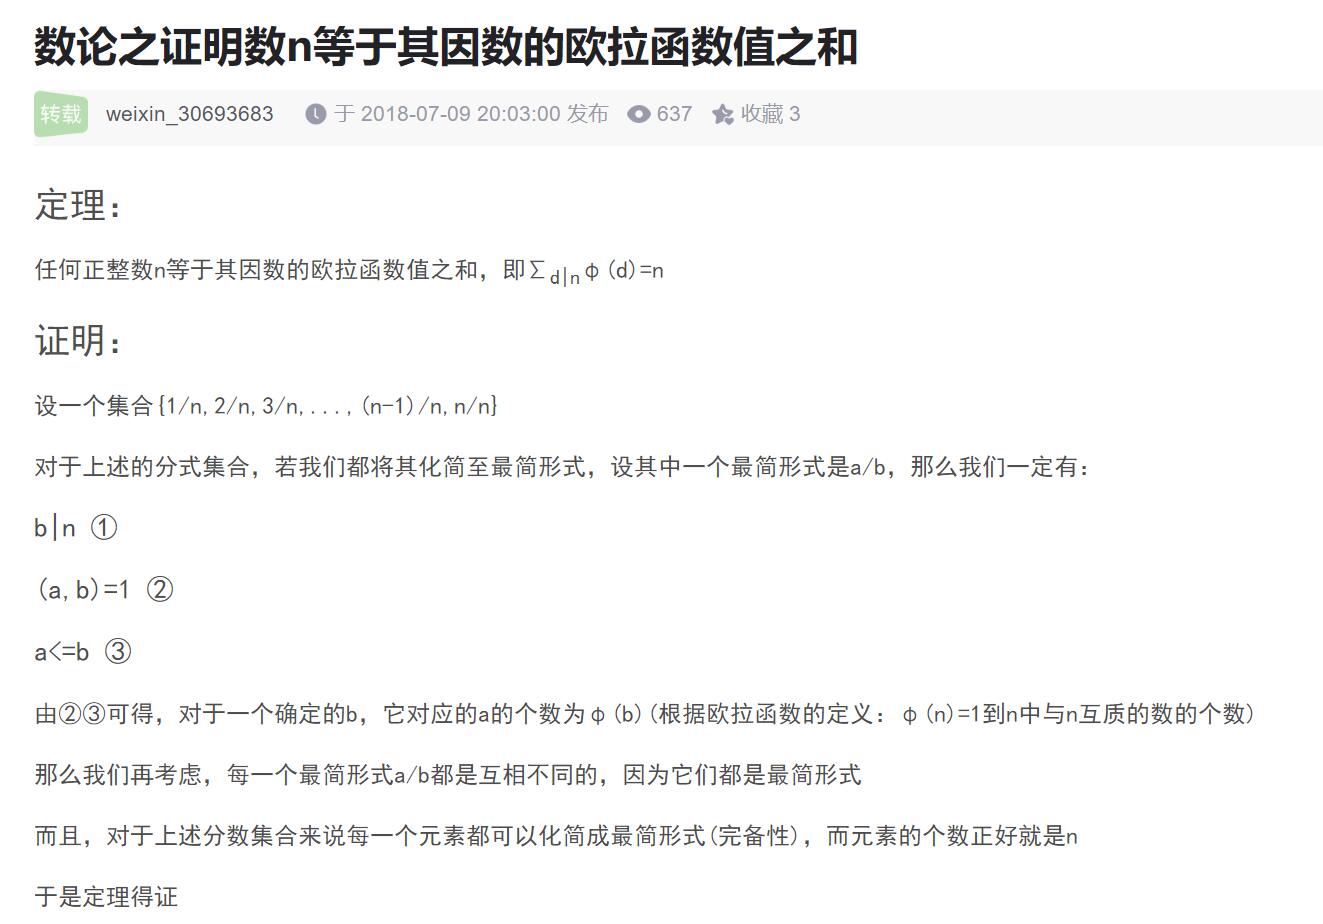 数论之证明数n等于其因数的欧拉函数值之和
转载 weixin_30693683 于 2018-07-09 20:03:00 发布 637 收藏 3
定理：
任何正整数n等于其因数的欧拉函数值之和，即∑d|nφ(d)=n
证明：
设一个集合{1/n,2/n,3/n,...,(n-1)/n,n/n}
对于上述的分式集合，若我们都将其化简至最简形式，设其中一个最简形式是a/b，那么我们一定有：
b|n ①
(a,b)=1 ②
a<=b ③
由②③可得，对于一个确定的b，它对应的a的个数为φ(b)(根据欧拉函数的定义：φ(n)=1到n中与n互质的数的个数)
那么我们再考虑，每一个最简形式a/b都是互相不同的，因为它们都是最简形式
而且，对于上述分数集合来说每一个元素都可以化简成最简形式(完备性)，而元素的个数正好就是n
于是定理得证